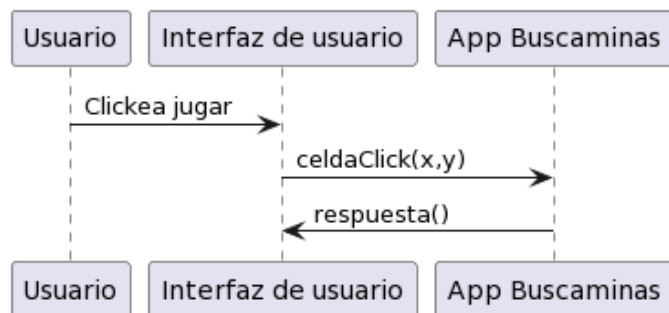 Usuario Interfaz de usuario App Buscaminas
Clickea jugar
celdaClick(x,y)
respuesta()
Usuario Interfaz de usuario App Buscaminas